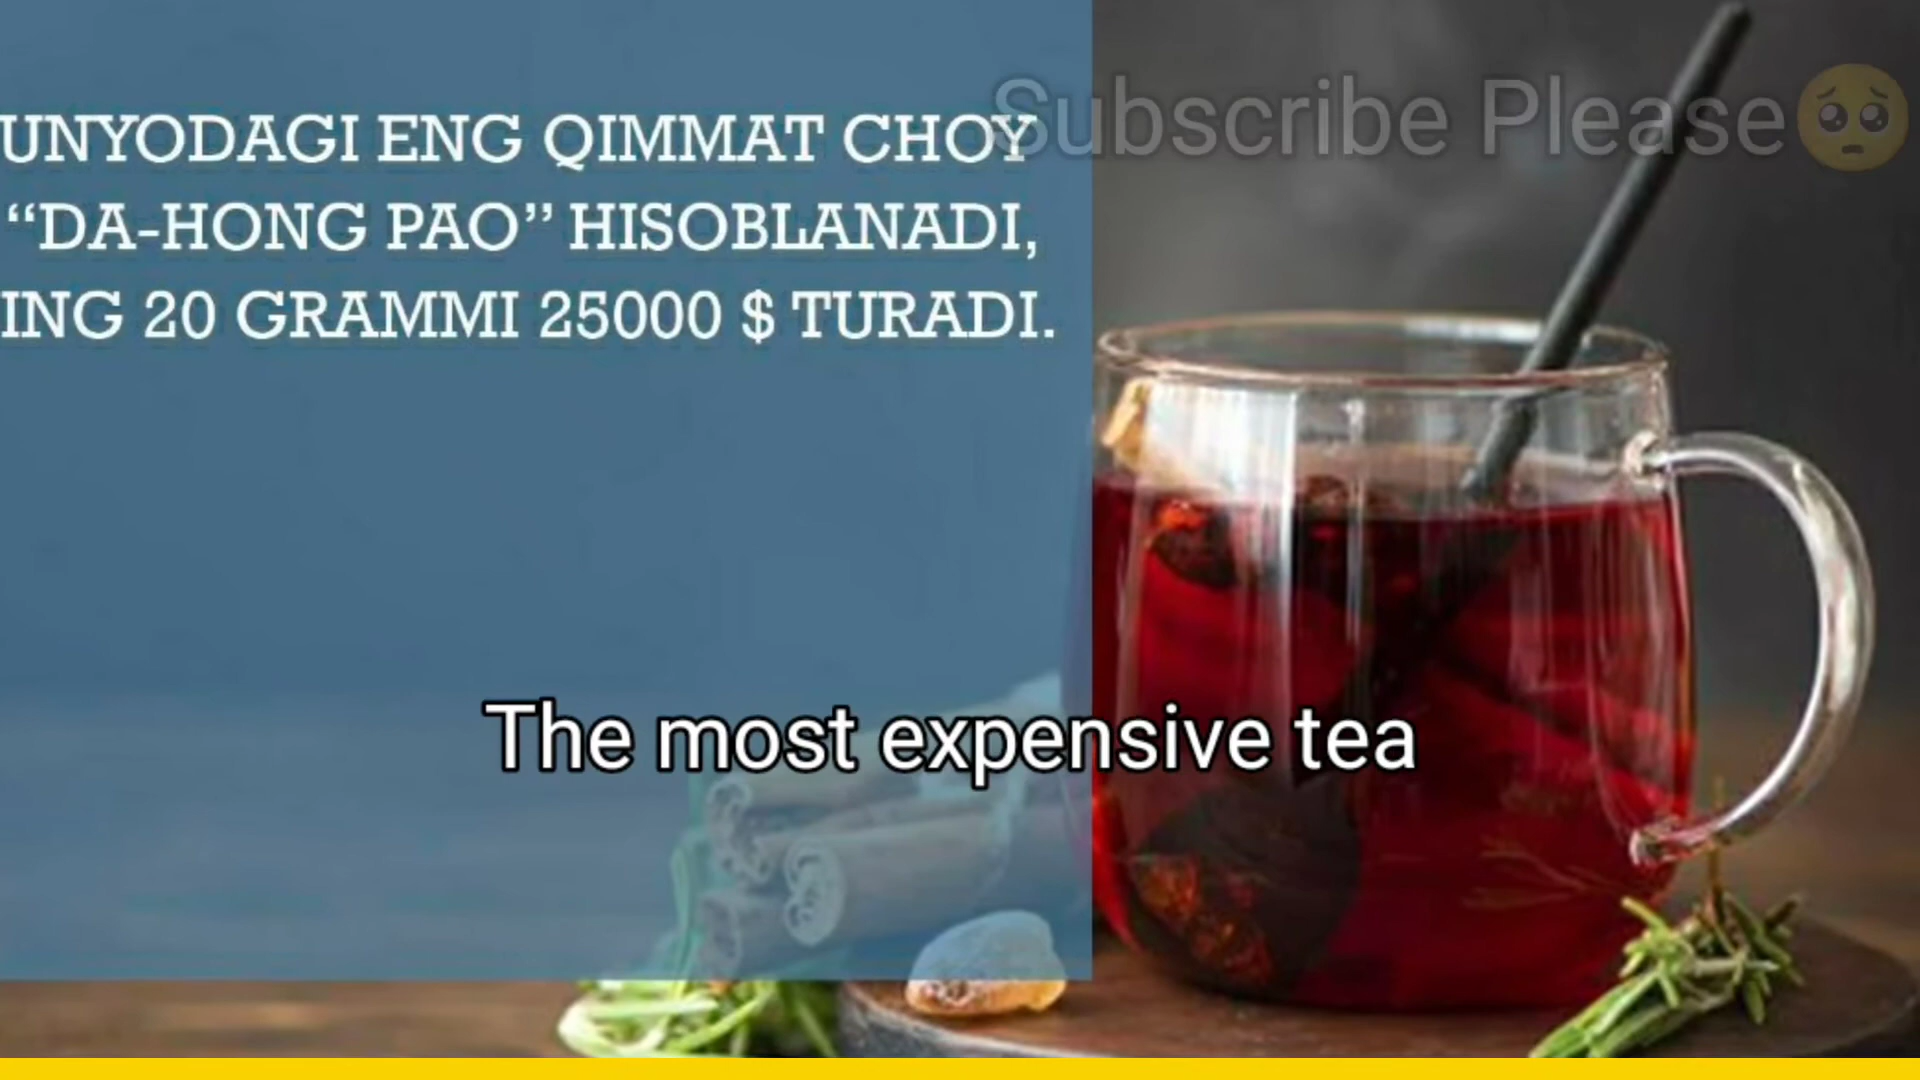 UNYODAGI ENG QIMMAT CHOY
“DA-HONG PAO” HISOBLANADI,
ING 20 GRAMMI 25000 $ TURADI.
Subscribe Please🥺
The most expensive tea